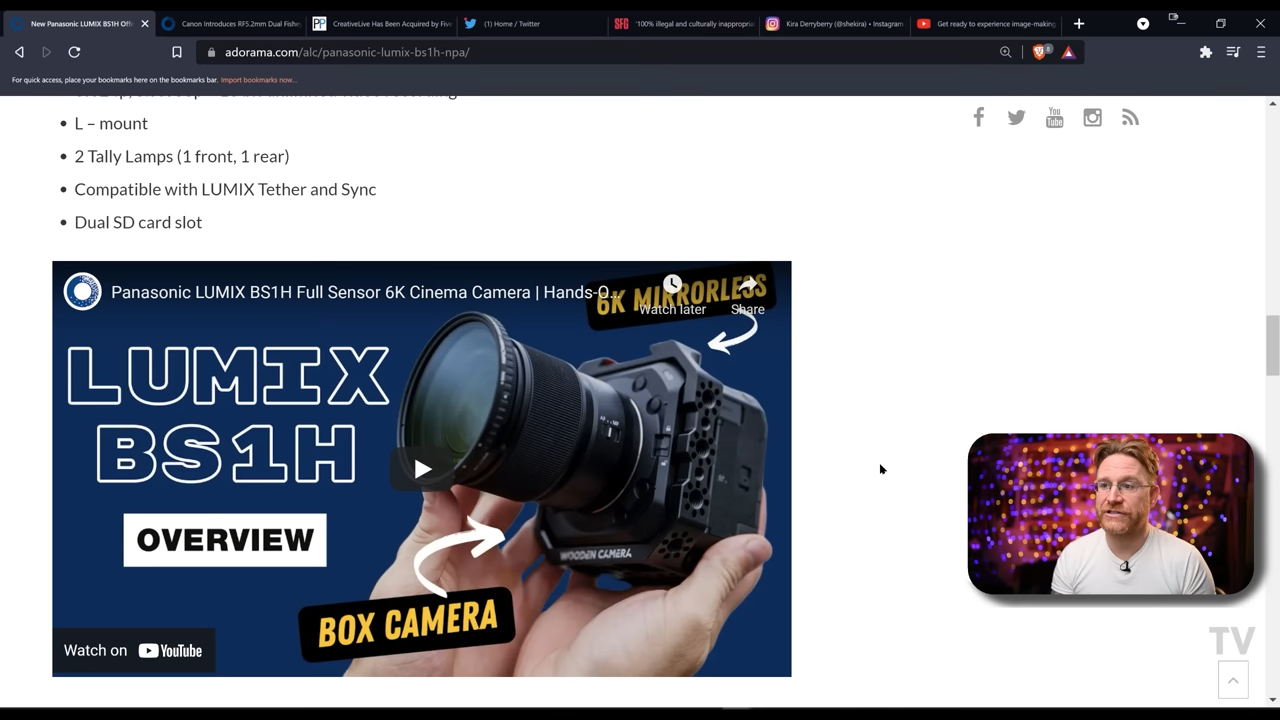 New Panasonic LUMIX BS1H Offe
Canon Introduces RF5.2mm Dual Fishe
CreativeLive Has Been Acquired by Five
(1) Home / Twitter
'100% illegal and culturally inappropria
Kira Derryberry (@shekira) • Instagram
Get ready to experience image-making
adorama.com/alc/panasonic-lumix-bs1h-npa/
For quick access, place your bookmarks here on the bookmarks bar. Import bookmarks now...
L – mount
2 Tally Lamps (1 front, 1 rear)
Compatible with LUMIX Tether and Sync
Dual SD card slot
Panasonic LUMIX BS1H Full Sensor 6K Cinema Camera | Hands-O...
Watch later
Share
6K MIRRORLESS
LUMIX
BS1H
OVERVIEW
WOODEN CAMERA
BOX CAMERA
Watch on YouTube
TV